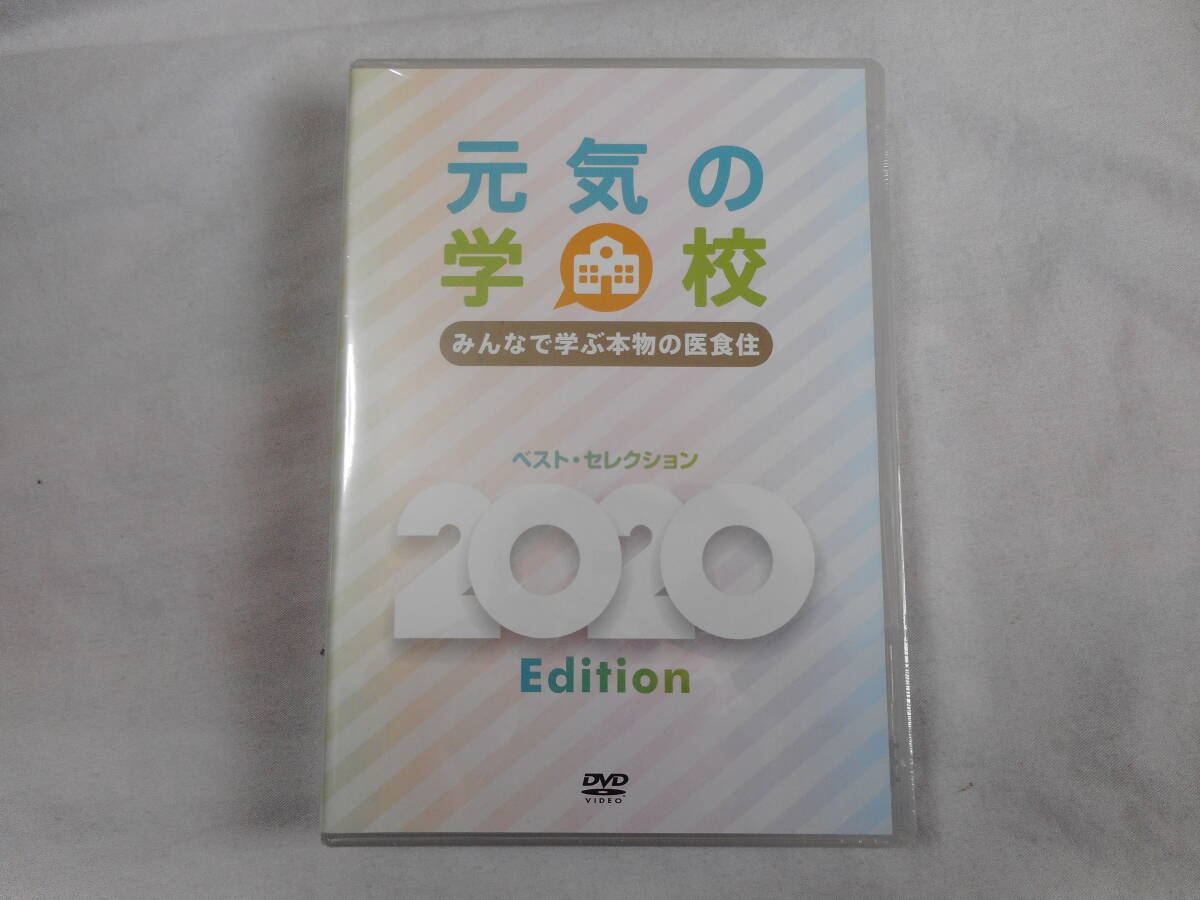 元気の
学校
みんなで学ぶ本物の医食住
ベスト・セレクション
2020
Edition
DVD
VIDEO